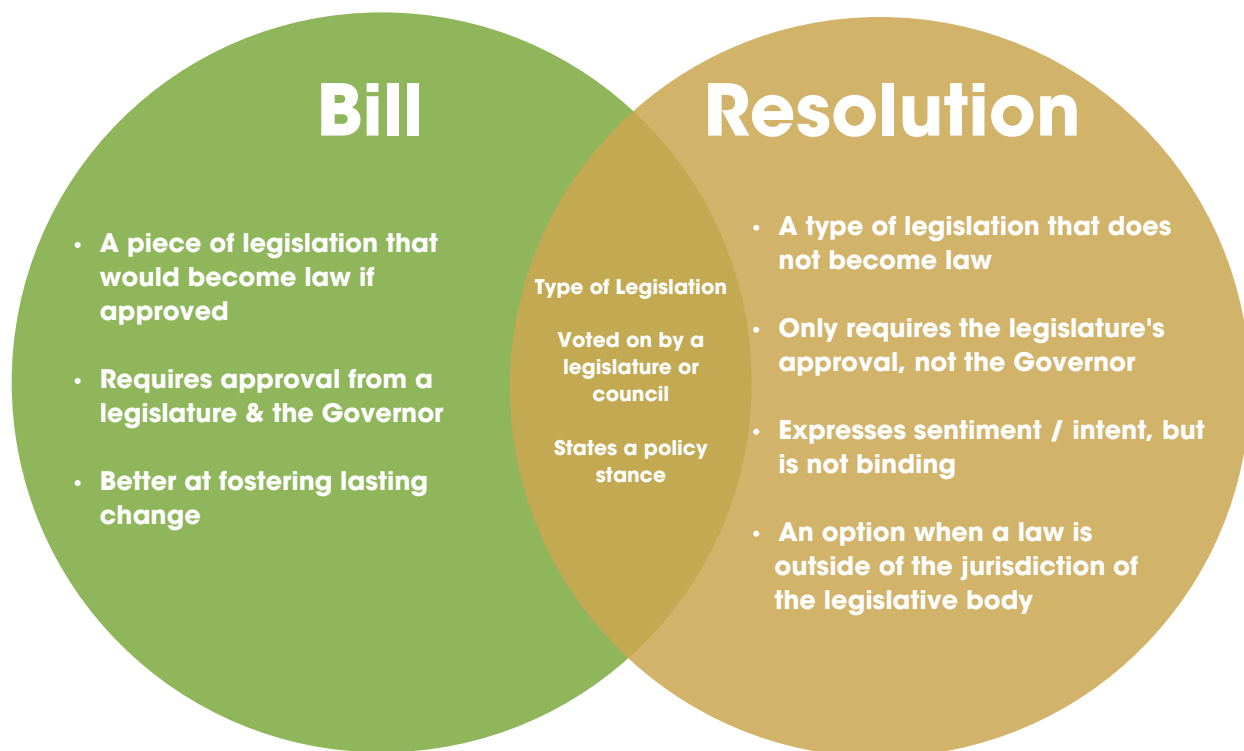 Bill
• A piece of legislation that
would become law if
approved
• Requires approval from a
legislature & the Governor
• Better at fostering lasting
change
Type of Legislation
Voted on by a
legislature or
council
States a policy
stance
Resolution
• A type of legislation that does
not become law
• Only requires the legislature's
approval, not the Governor
• Expresses sentiment / intent, but
is not binding
• An option when a law is
outside of the jurisdiction of
the legislative body